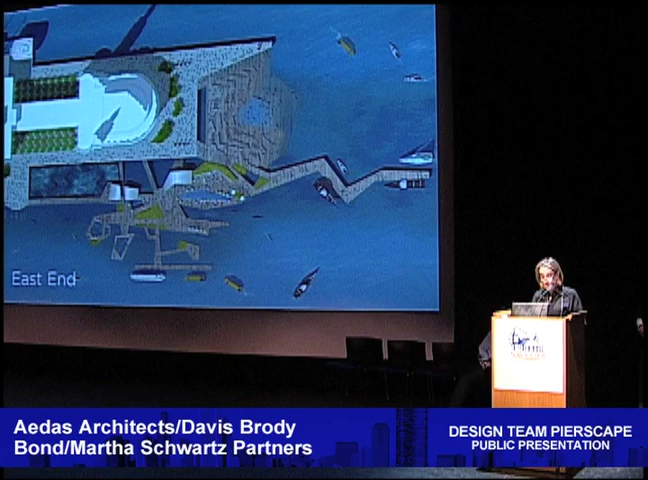 East End
Aedas Architects/Davis Brody
Bond/Martha Schwartz Partners
DESIGN TEAM PIERSCAPE
PUBLIC PRESENTATION